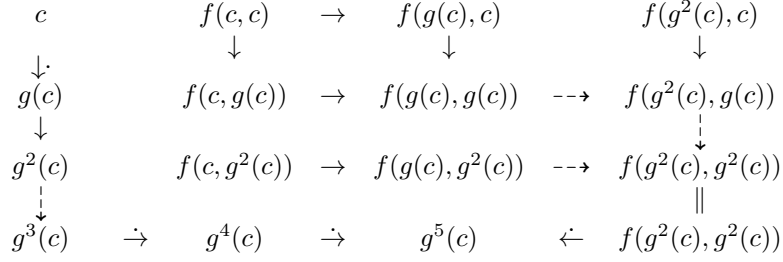 c f(c, c) → f(g(c), c) f(g²(c), c)
↓̇ ↓ ↓ ↓
g(c) f(c, g(c)) → f(g(c), g(c)) ⇢ f(g²(c), g(c))
↓ ⇣
g²(c) f(c, g²(c)) → f(g(c), g²(c)) ⇢ f(g²(c), g²(c))
⇣ ∥
g³(c) →̇ g⁴(c) →̇ g⁵(c) ←̇ f(g²(c), g²(c))